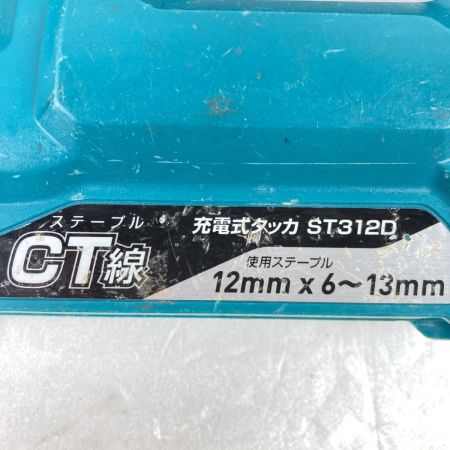 ステープル
CT線
充電式タッカ ST312D
使用ステープル
12mm x 6～13mm